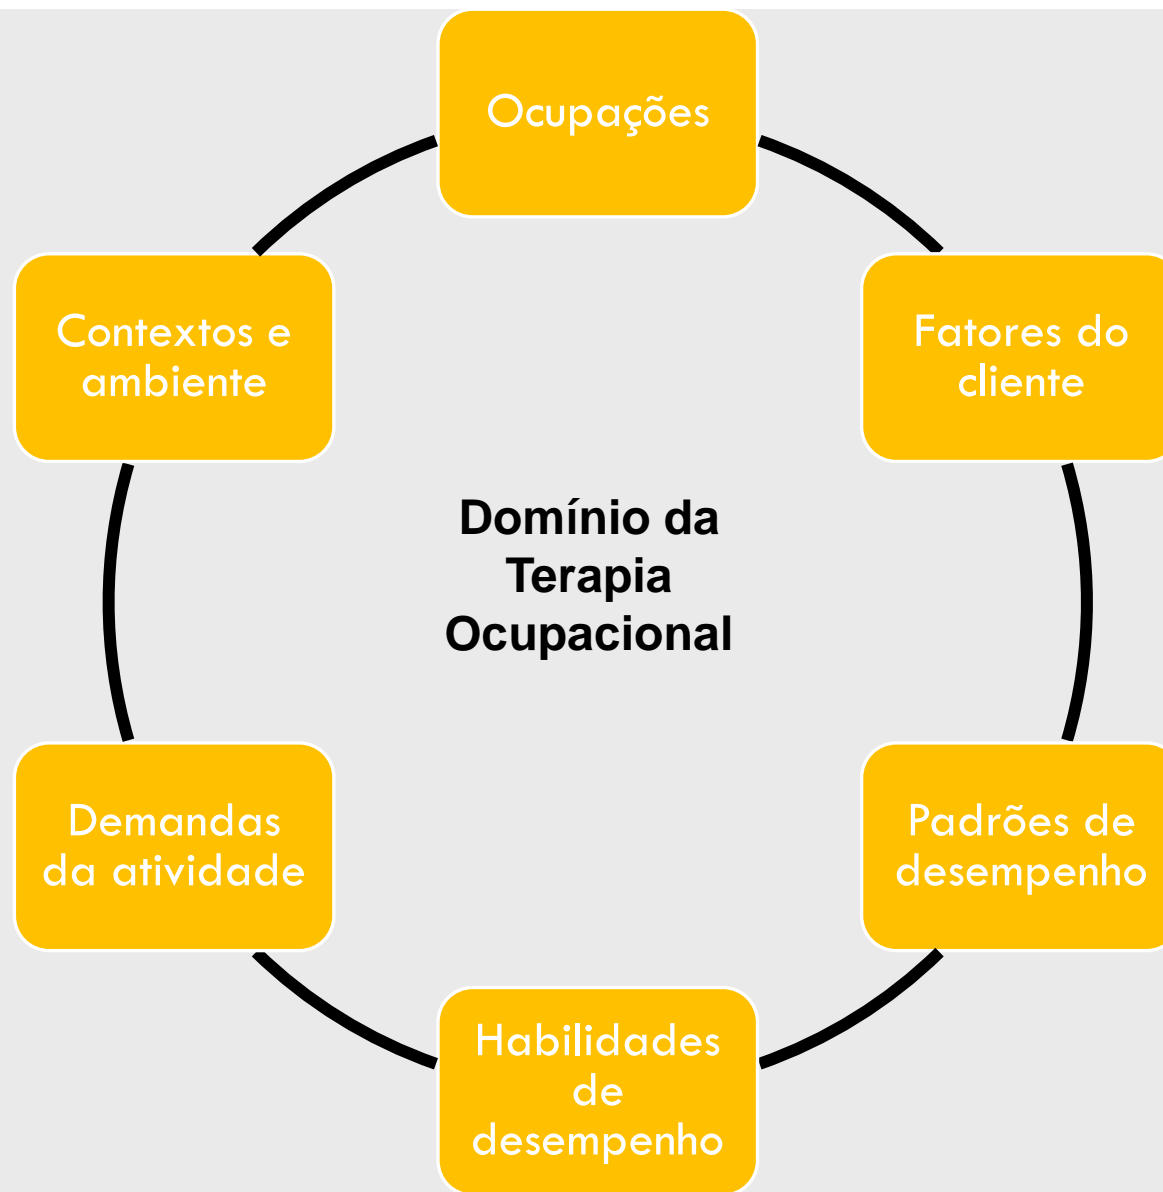 Ocupações
Contextos e
ambiente
Fatores do
cliente
Domínio da
Terapia
Ocupacional
Demandas
da atividade
Padrões de
desempenho
Habilidades
de
desempenho